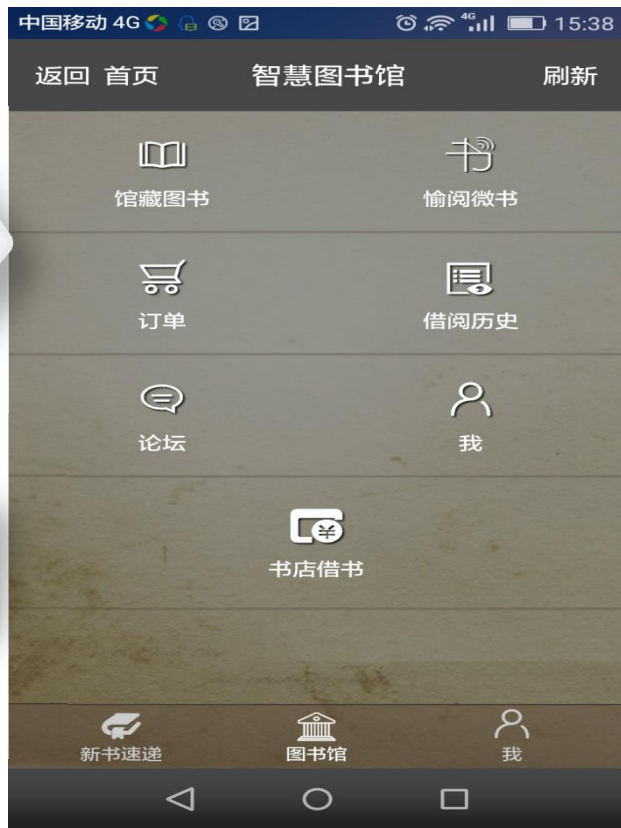 中国移动 4G 4G 15:38
返回 首页 智慧图书馆 刷新
馆藏图书 愉阅微书
订单 借阅历史
论坛 我
书店借书
新书速递 图书馆 我